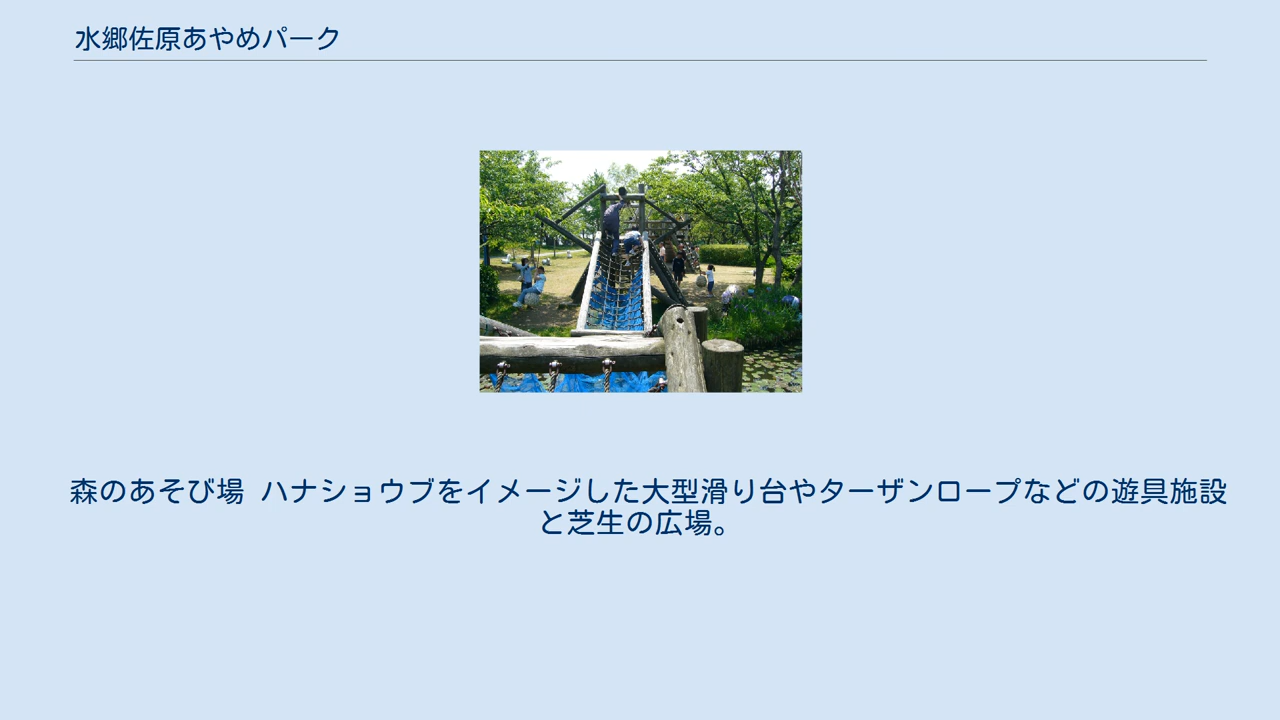 水郷佐原あやめパーク
森のあそび場 ハナショウブをイメージした大型滑り台やターザンロープなどの遊具施設
と芝生の広場。